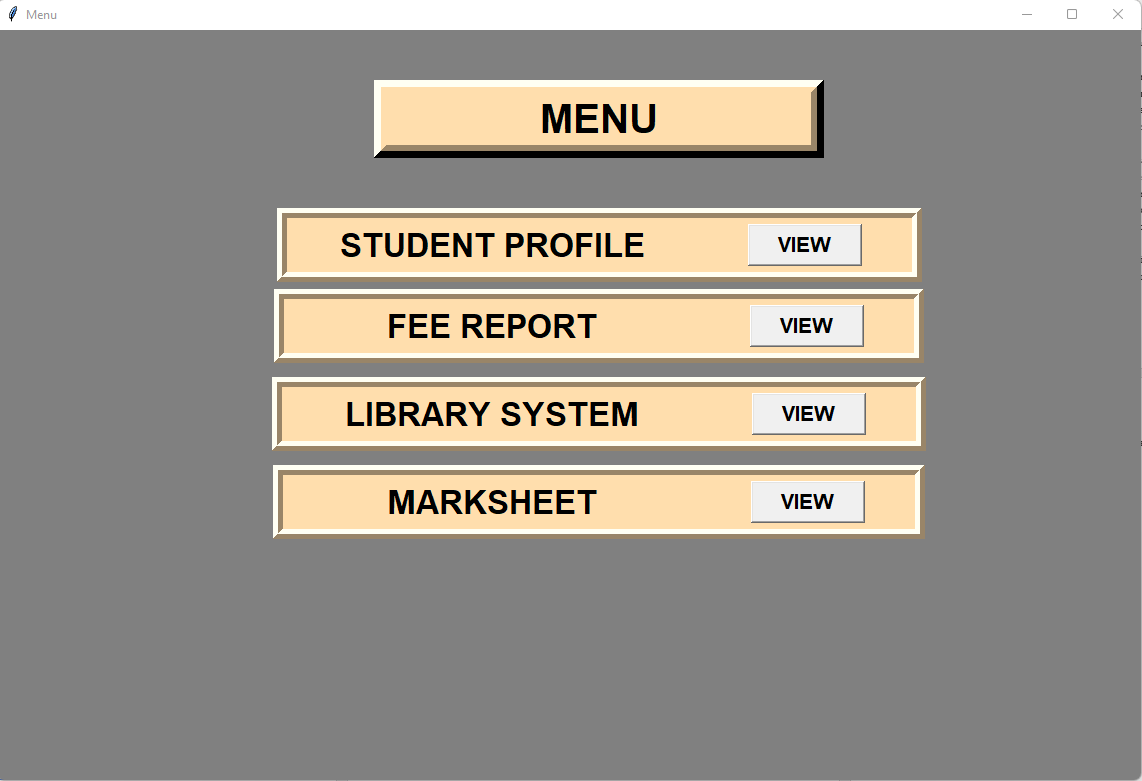 Menu
MENU
STUDENT PROFILE VIEW
FEE REPORT VIEW
LIBRARY SYSTEM VIEW
MARKSHEET VIEW